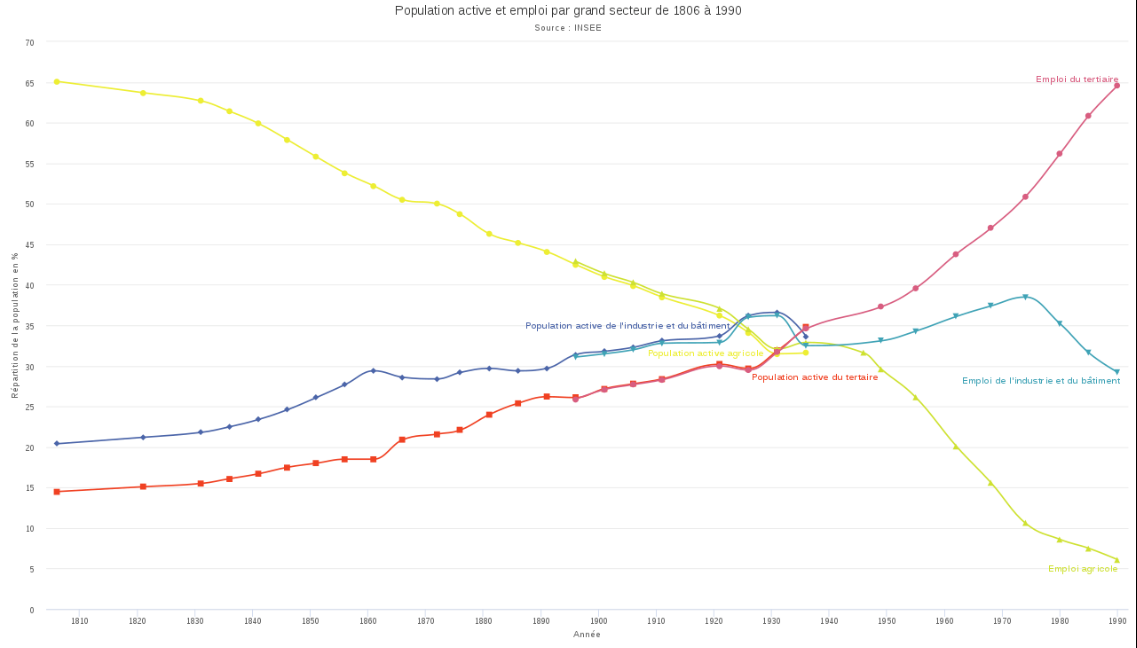 Population active et emploi par grand secteur de 1806 à 1990
Source : INSEE
Répartition de la population en %
70
65
60
55
50
45
40
35
30
25
20
15
10
5
0
Emploi du tertiaire
Population active de l'industrie et du bâtiment
Population active agricole
Population active du tertaire
Emploi de l'industrie et du bâtiment
Emploi agricole
1810 1820 1830 1840 1850 1860 1870 1880 1890 1900 1910 1920 1930 1940 1950 1960 1970 1980 1990
Année